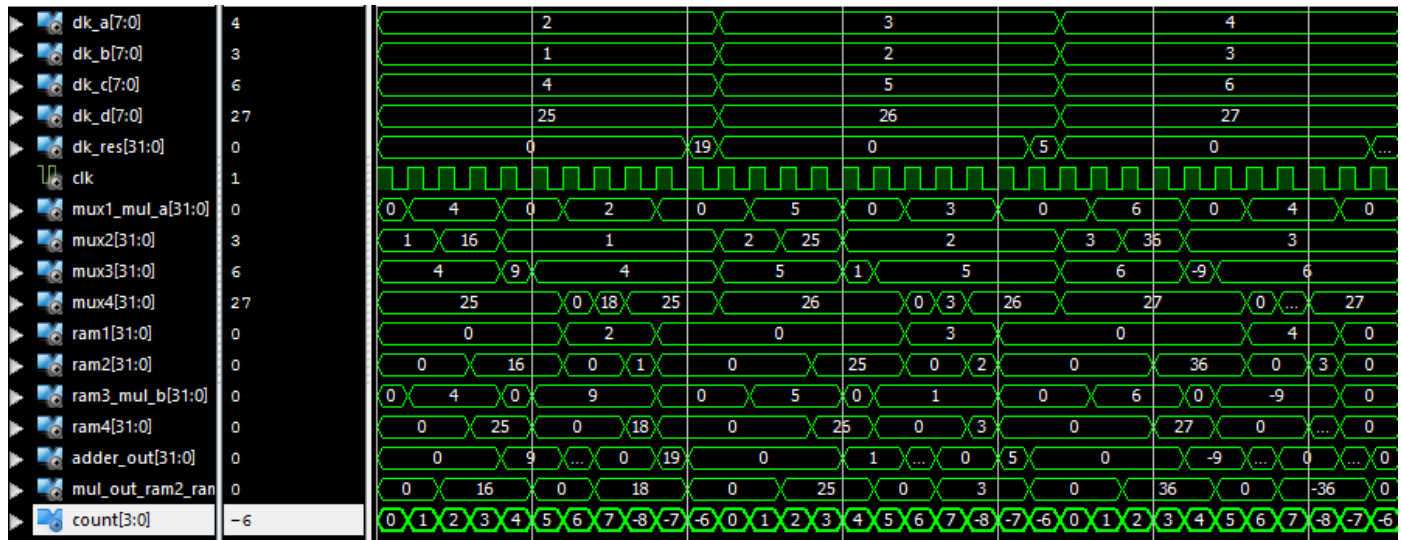 dk_a[7:0] 4 2 3 4
dk_b[7:0] 3 1 2 3
dk_c[7:0] 6 4 5 6
dk_d[7:0] 27 25 26 27
dk_res[31:0] 0 0 19 0 5 0 ...
clk 1
mux1_mul_a[31:0] 0 0 4 0 2 0 5 0 3 0 6 0 4 0
mux2[31:0] 3 1 16 1 2 25 2 3 36 3
mux3[31:0] 6 4 9 4 5 1 5 6 -9 6
mux4[31:0] 27 25 0 18 25 26 0 3 26 27 0 ... 27
ram1[31:0] 0 0 2 0 3 0 4 0
ram2[31:0] 0 0 16 0 1 0 25 0 2 0 36 0 3 0
ram3_mul_b[31:0] 0 0 4 0 9 0 5 0 1 0 6 0 -9 0
ram4[31:0] 0 0 25 0 18 0 25 0 3 0 27 0 ... 0
adder_out[31:0] 0 0 9 ... 0 19 0 1 ... 0 5 0 -9 ... 0 ... 0
mul_out_ram2_ran 0 0 16 0 18 0 25 0 3 0 36 0 -36 0
count[3:0] -6 0 1 2 3 4 5 6 7 -8 -7 -6 0 1 2 3 4 5 6 7 -8 -7 -6 0 1 2 3 4 5 6 7 -8 -7 -6